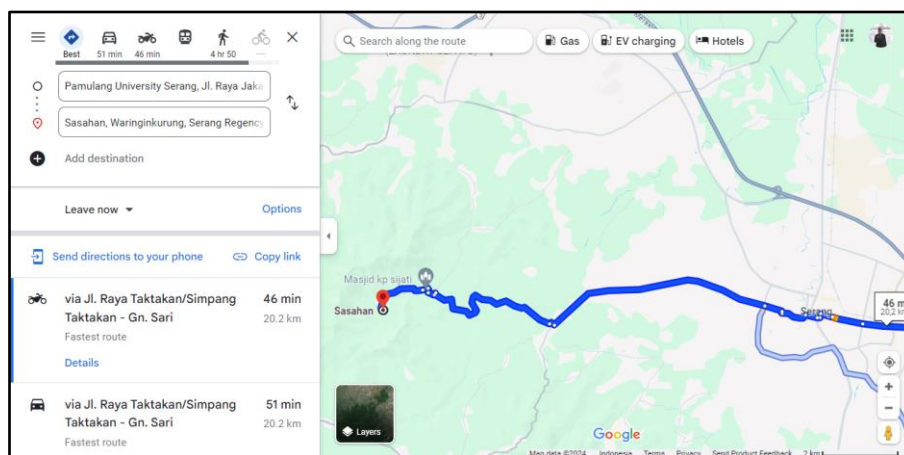 Best
51 min
46 min
4 hr 50
Pamulang University Serang, Jl. Raya Jaka
Sasahan, Waringinkurung, Serang Regency
Add destination
Leave now
Options
Send directions to your phone
Copy link
via Jl. Raya Taktakan/Simpang
Taktakan - Gn. Sari
46 min
20.2 km
Fastest route
Details
via Jl. Raya Taktakan/Simpang
Taktakan - Gn. Sari
51 min
20.2 km
Fastest route
Search along the route
Gas
EV charging
Hotels
Masjid kp sijati
Sasahan
Serang
46 m
20,2 km
Layers
Google
Map data ©2024
Indonesia
Terms
Privacy
Send Product Feedback
2 km